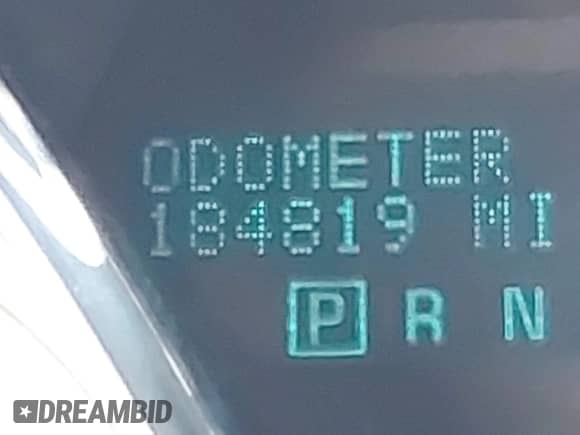 ODOMETER
184819 MI
P R N
DREAMBID